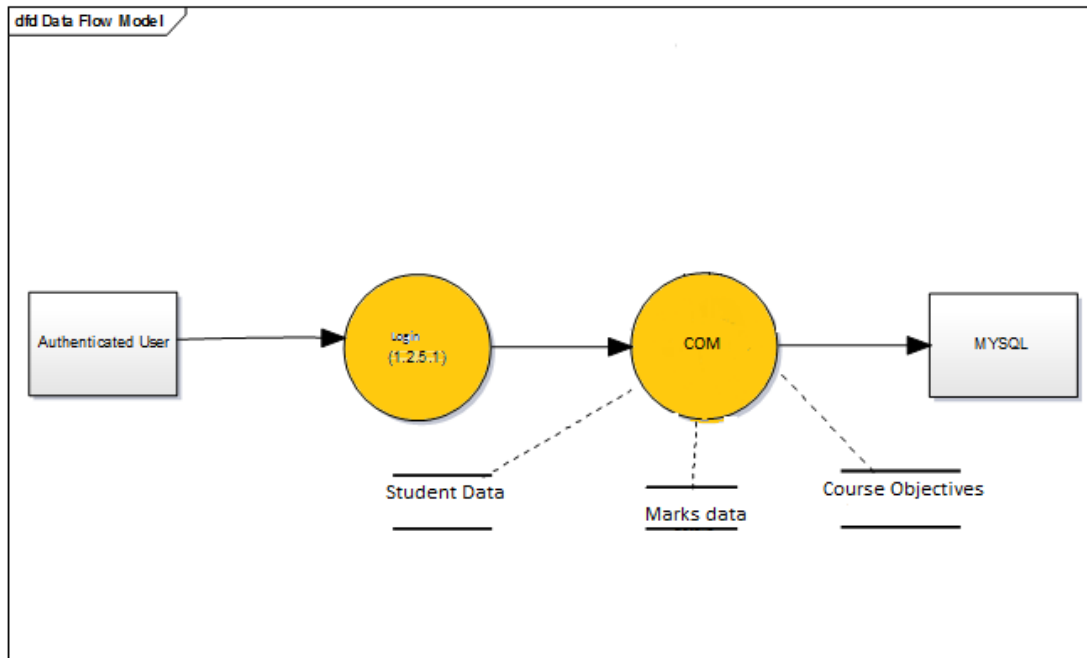 dfd Data Flow Model
Authenticated User
Login
(1.2.5.1)
COM
MYSQL
Student Data
Marks data
Course Objectives